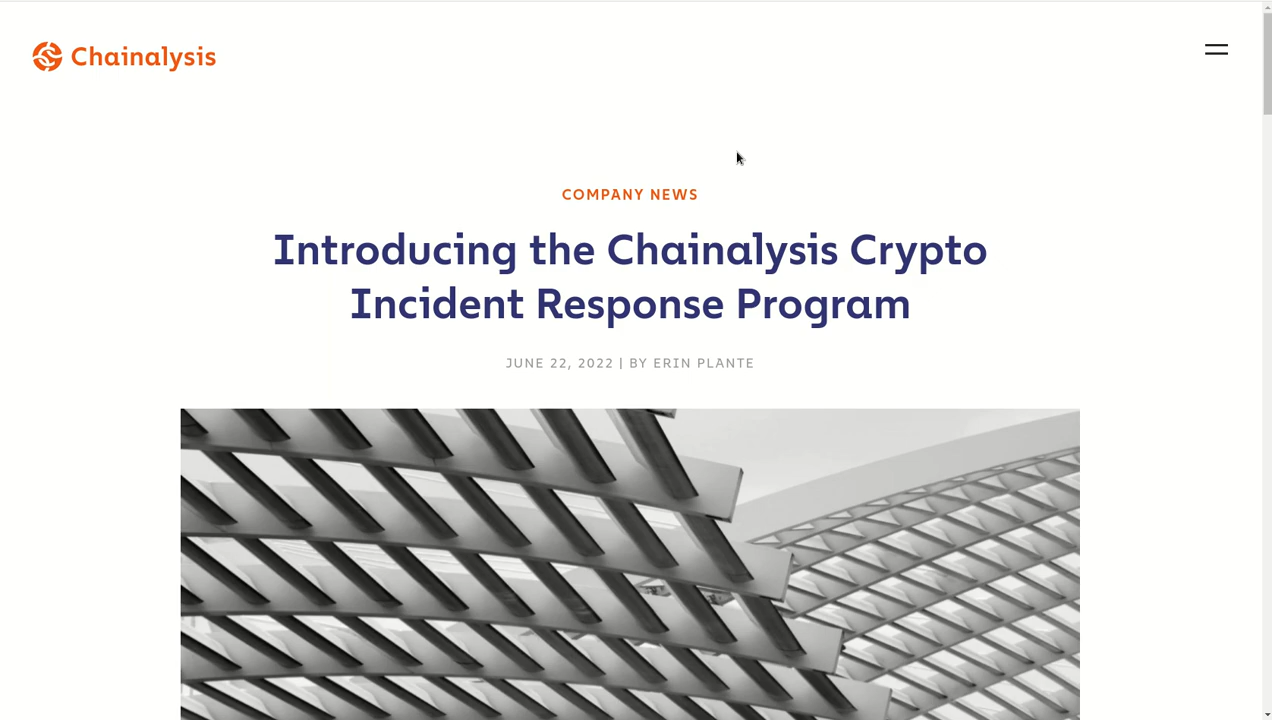 Chainalysis
COMPANY NEWS
Introducing the Chainalysis Crypto
Incident Response Program
JUNE 22, 2022 | BY ERIN PLANTE